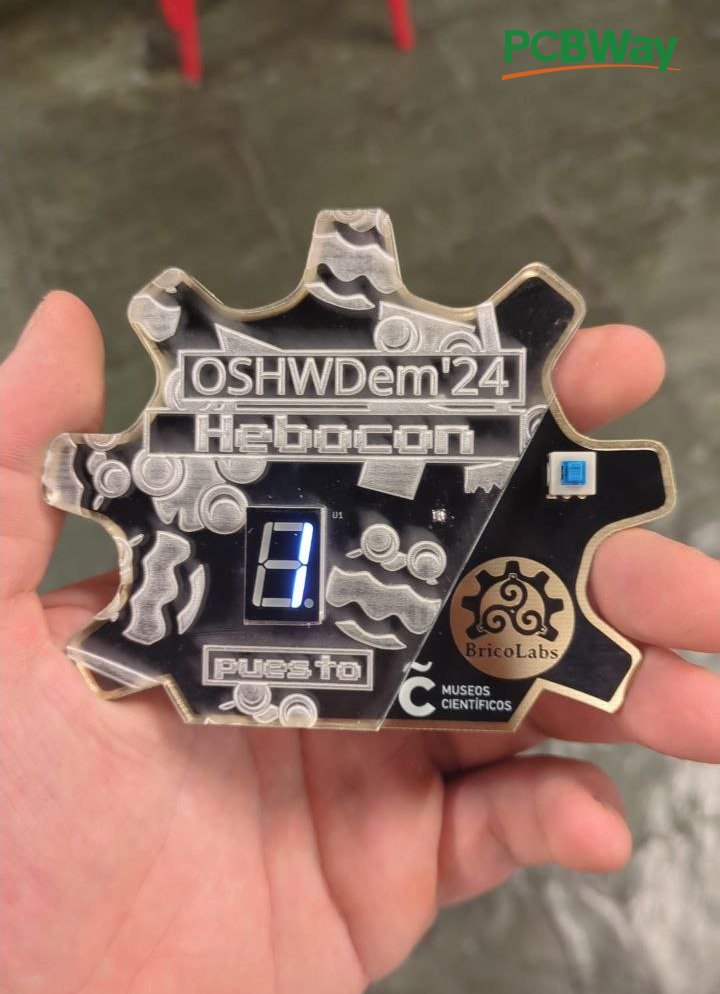 PCBWay
OSHWDem'24
Hebocon
U1
1
puesto
BricoLabs
MUSEOS
CIENTÍFICOS